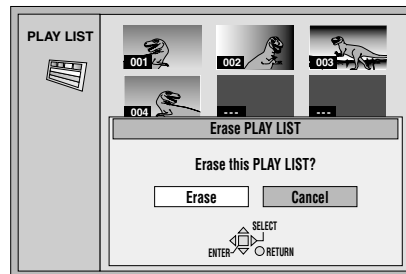 PLAY LIST
001 002 003
004 --- ---
Erase PLAY LIST
Erase this PLAY LIST?
Erase Cancel
SELECT
ENTER RETURN